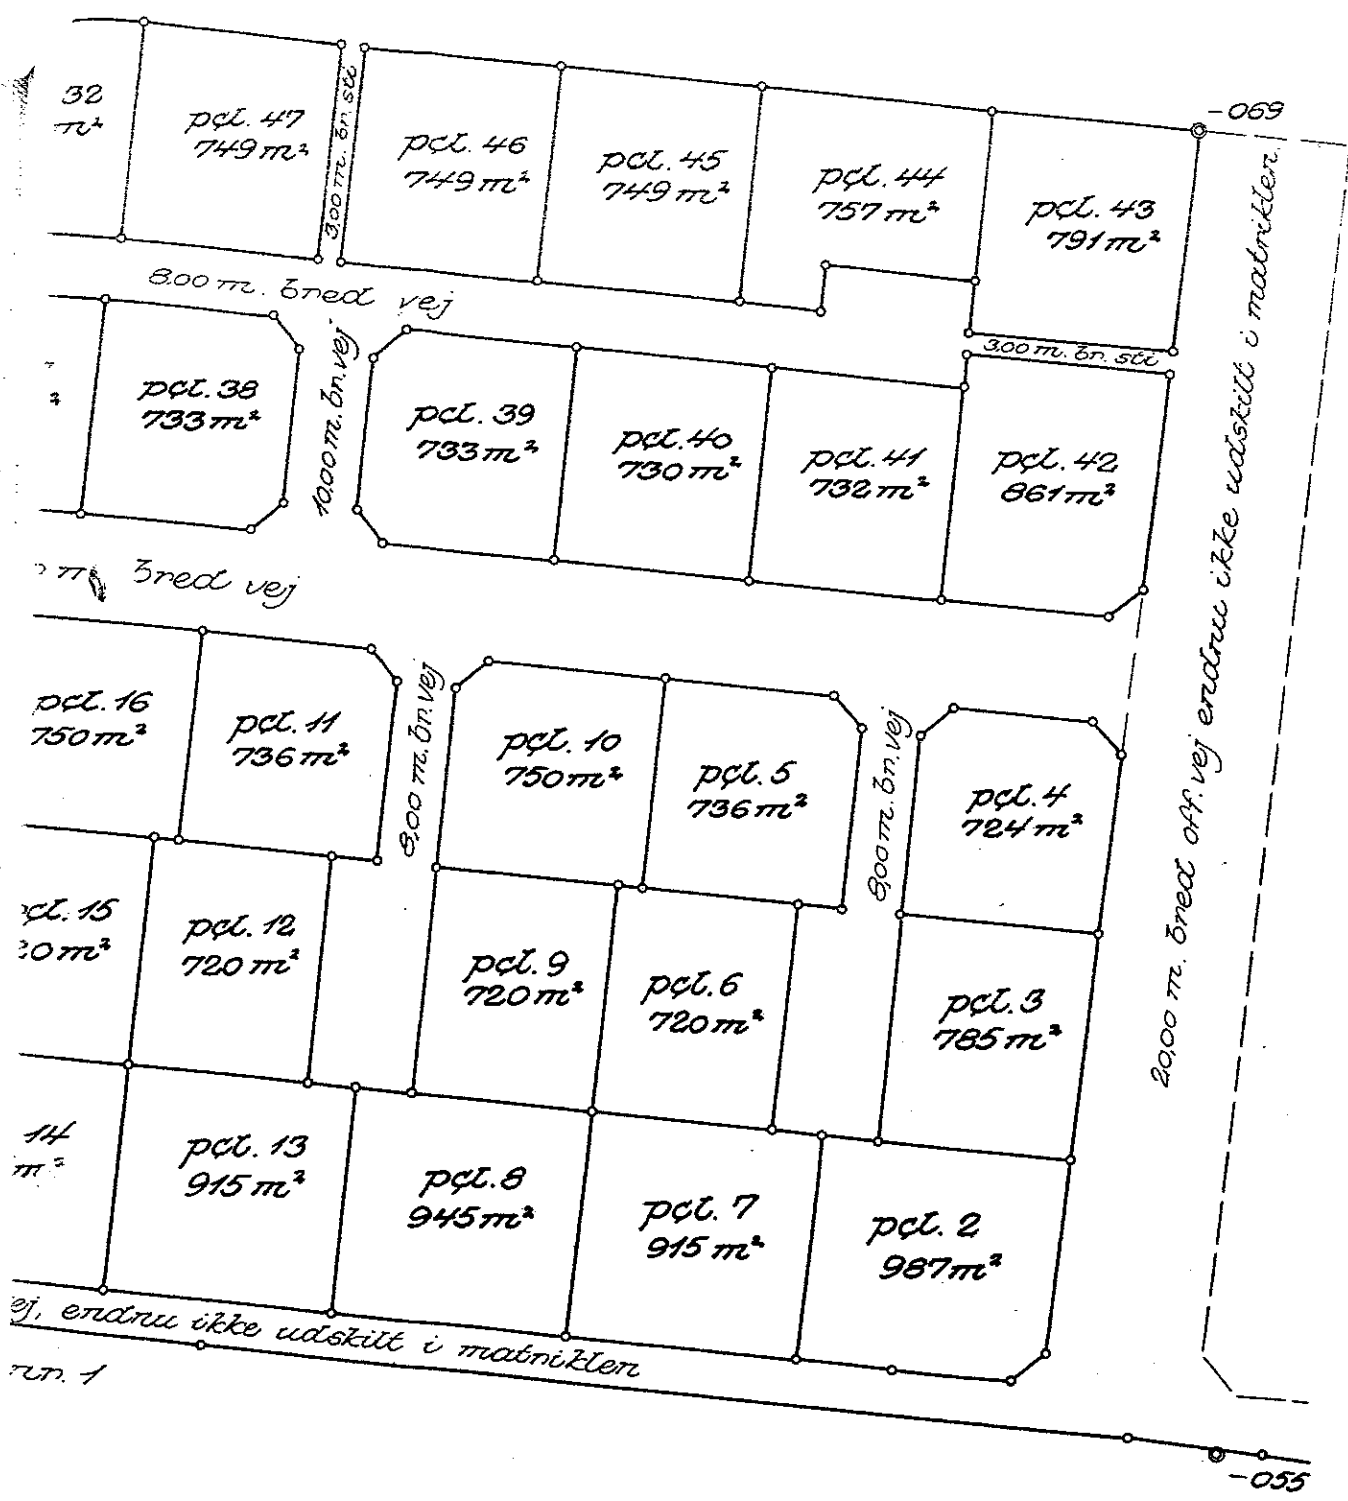 -069
32
m²
pcl. 47
749 m²
3.00 m. br. sti
pcl. 46
749 m²
pcl. 45
749 m²
pcl. 44
757 m²
pcl. 43
791 m²
8.00 m. bred vej
3.00 m. br. sti
2
pcl. 38
733 m²
10.00 m. br. vej
pcl. 39
733 m²
pcl. 40
730 m²
pcl. 41
732 m²
pcl. 42
861 m²
20,00 m. bred off. vej endnu ikke udskilt i matriklen
m. bred vej
pcl. 16
750 m²
pcl. 11
736 m²
8,00 m. br. vej
pcl. 10
750 m²
pcl. 5
736 m²
8,00 m. br. vej
pcl. 4
724 m²
pcl. 15
20 m²
pcl. 12
720 m²
pcl. 9
720 m²
pcl. 6
720 m²
pcl. 3
785 m²
14
m²
pcl. 13
915 m²
pcl. 8
945 m²
pcl. 7
915 m²
pcl. 2
987 m²
ej, endnu ikke udskilt i matriklen
rn. 1
-055